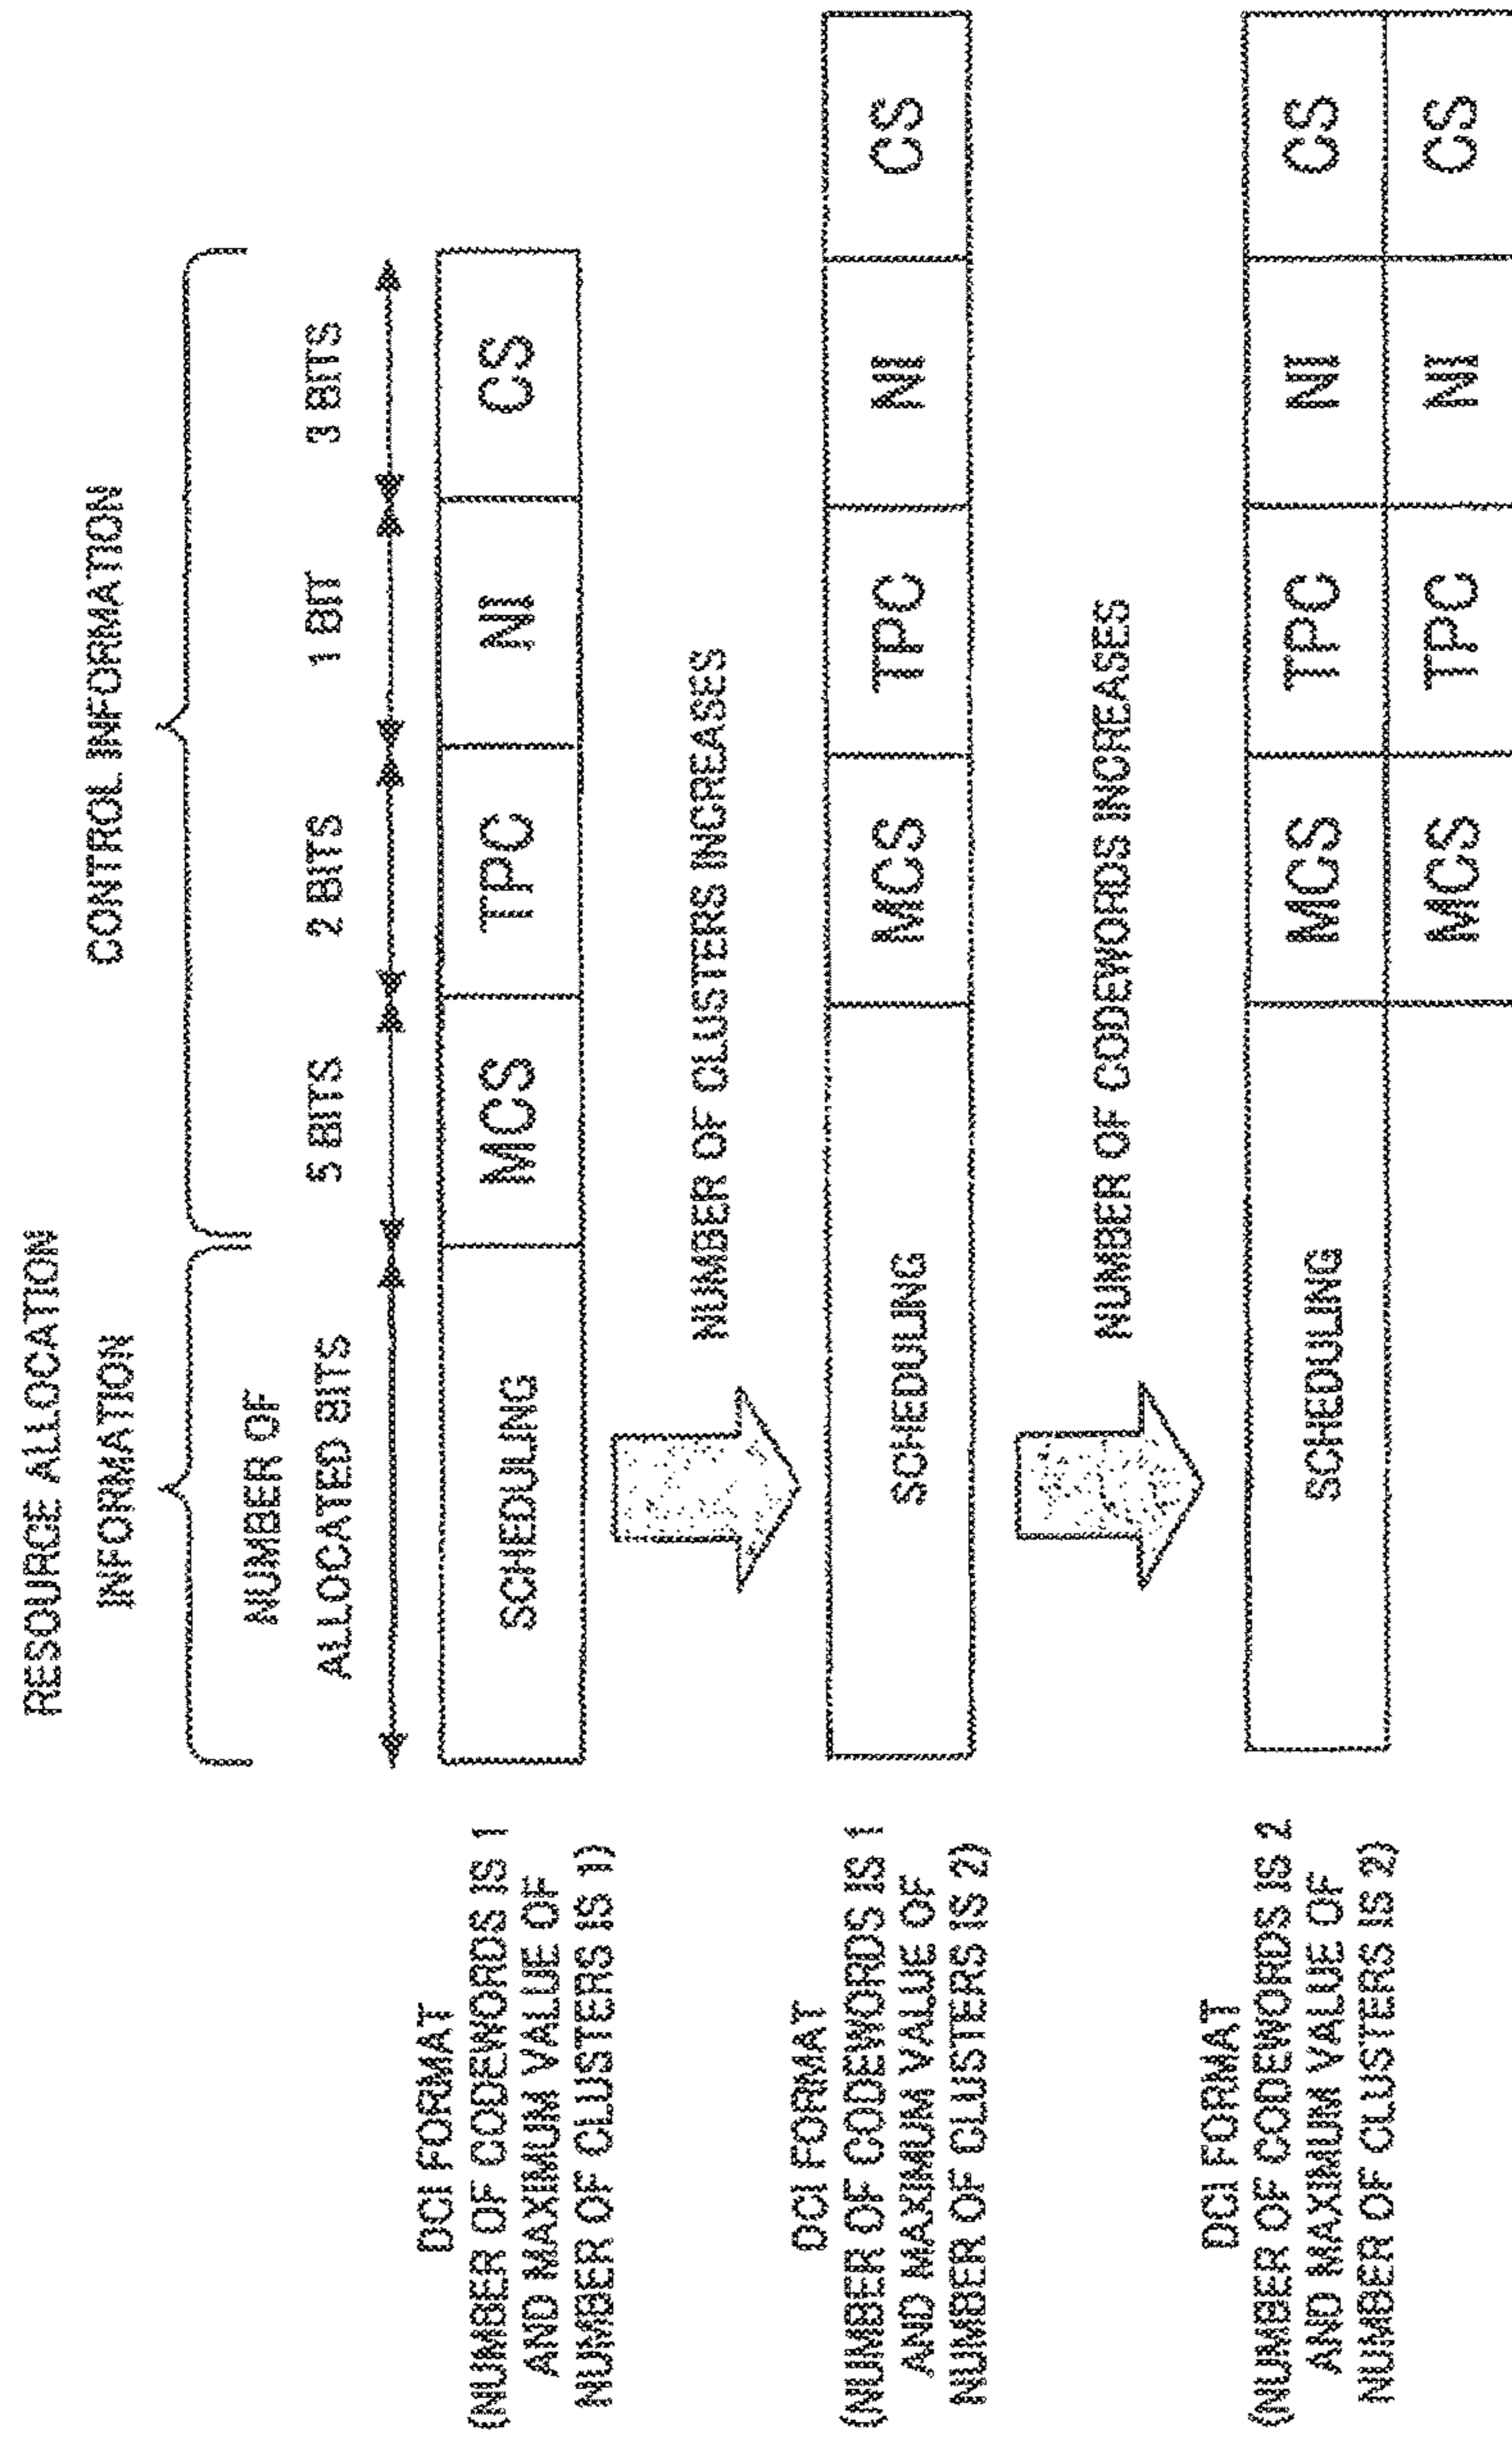 RESOURCE ALLOCATION
INFORMATION
CONTROL INFORMATION
NUMBER OF
ALLOCATED BITS
5 BITS
2 BITS
1 BIT
3 BITS
DCI FORMAT
(NUMBER OF CODEWORDS IS 1
AND MAXIMUM VALUE OF
NUMBER OF CLUSTERS IS 1)
SCHEDULING
MCS
TPC
NI
CS
NUMBER OF CLUSTERS INCREASES
DCI FORMAT
(NUMBER OF CODEWORDS IS 1
AND MAXIMUM VALUE OF
NUMBER OF CLUSTERS IS 2)
SCHEDULING
MCS
TPC
NI
CS
NUMBER OF CODEWORDS INCREASES
DCI FORMAT
(NUMBER OF CODEWORDS IS 2
AND MAXIMUM VALUE OF
NUMBER OF CLUSTERS IS 2)
SCHEDULING
MCS
TPC
NI
CS
MCS
TPC
NI
CS